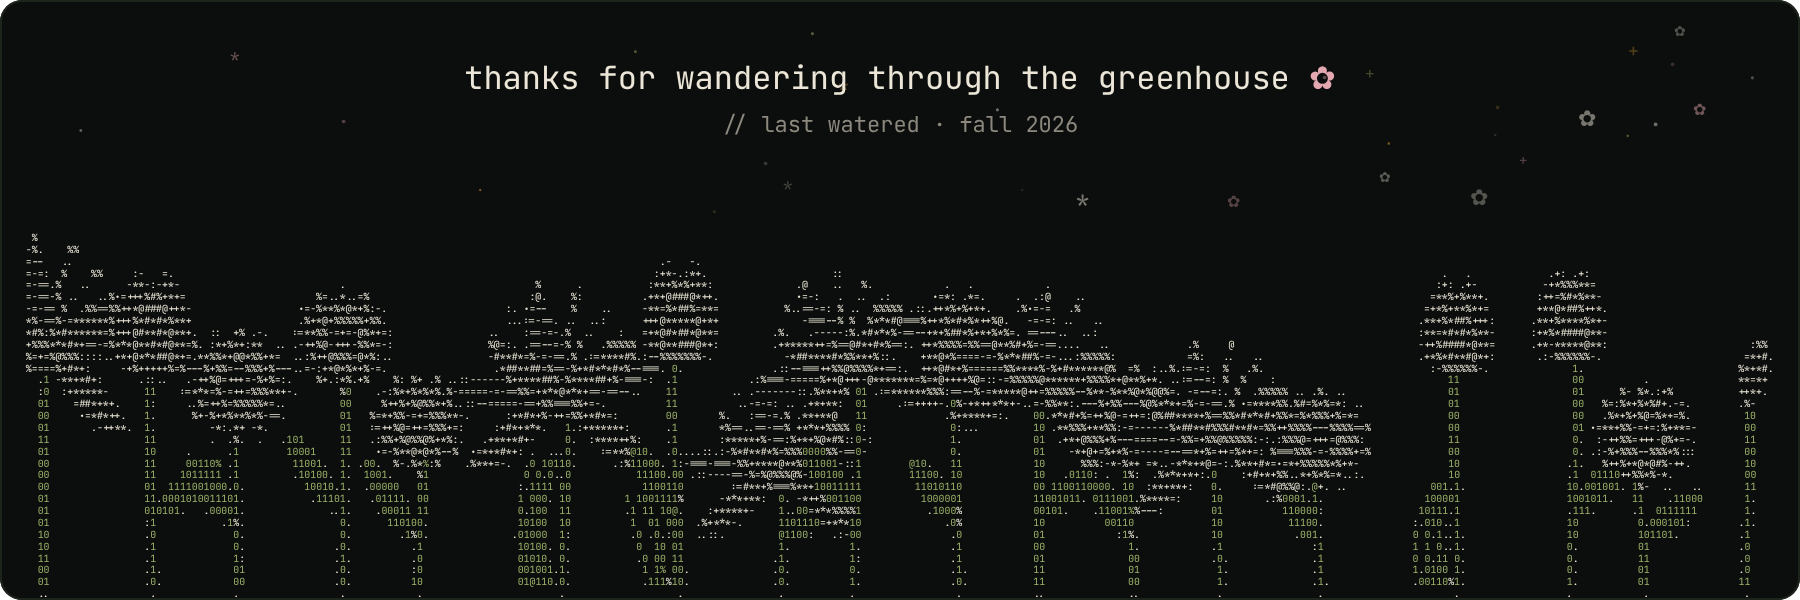 thanks for wandering through the greenhouse ✿
// last watered · fall 2026